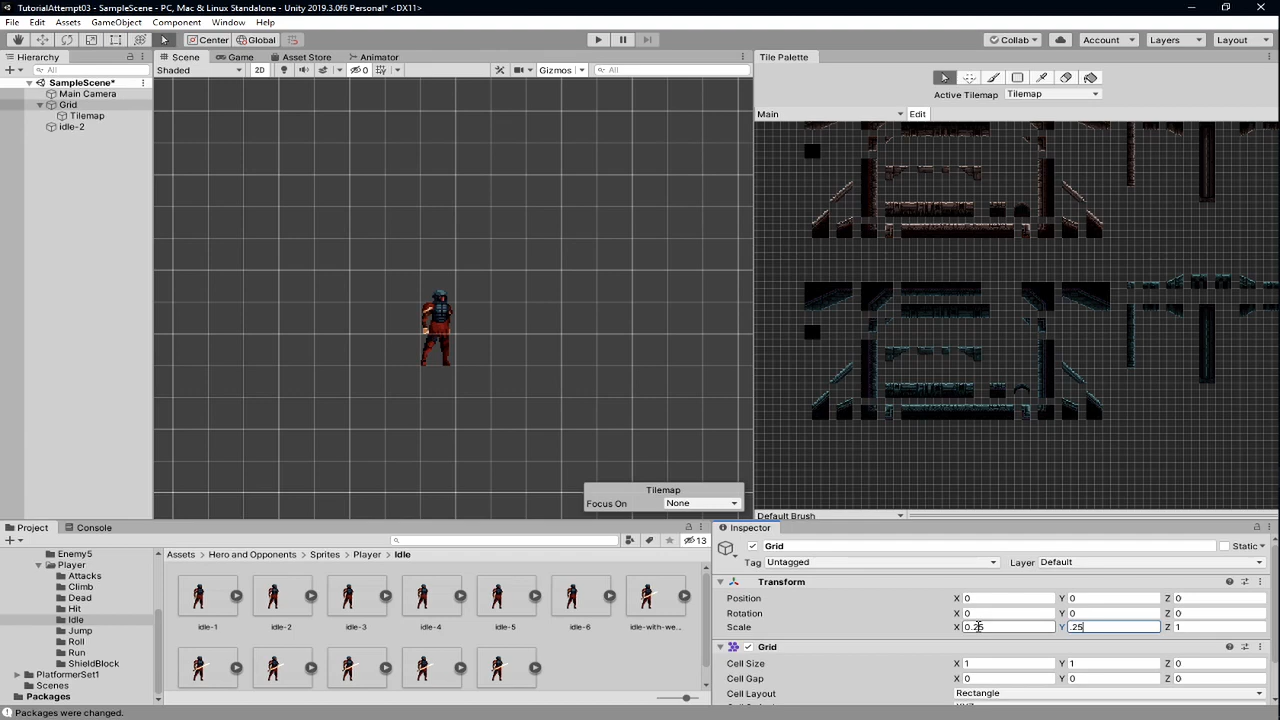 TutorialAttempt03 - SampleScene - PC, Mac & Linux Standalone - Unity 2019.3.0f6 Personal* <DX11>
File Edit Assets GameObject Component Window Help
Center Global Collab Account Layers Layout
Hierarchy Scene Game Asset Store Animator Tile Palette
All Shaded 2D 0 Gizmos All
SampleScene*
Main Camera
Grid
Tilemap
idle-2
Active Tilemap Tilemap
Main Edit
Tilemap
Focus On None
Default Brush
Project Console
13
Assets > Hero and Opponents > Sprites > Player > Idle
Enemy5
Player
Attacks
Climb
Dead
Hit
Idle
Jump
Roll
Run
ShieldBlock
PlatformerSet1
Scenes
Packages
idle-1 idle-2 idle-3 idle-4 idle-5 idle-6 idle-with-we...
Inspector
Grid Static
Tag Untagged Layer Default
Transform
Position X 0 Y 0 Z 0
Rotation X 0 Y 0 Z 0
Scale X 0.25 Y .25 Z 1
Grid
Cell Size X 1 Y 1 Z 0
Cell Gap X 0 Y 0 Z 0
Cell Layout Rectangle
Packages were changed.